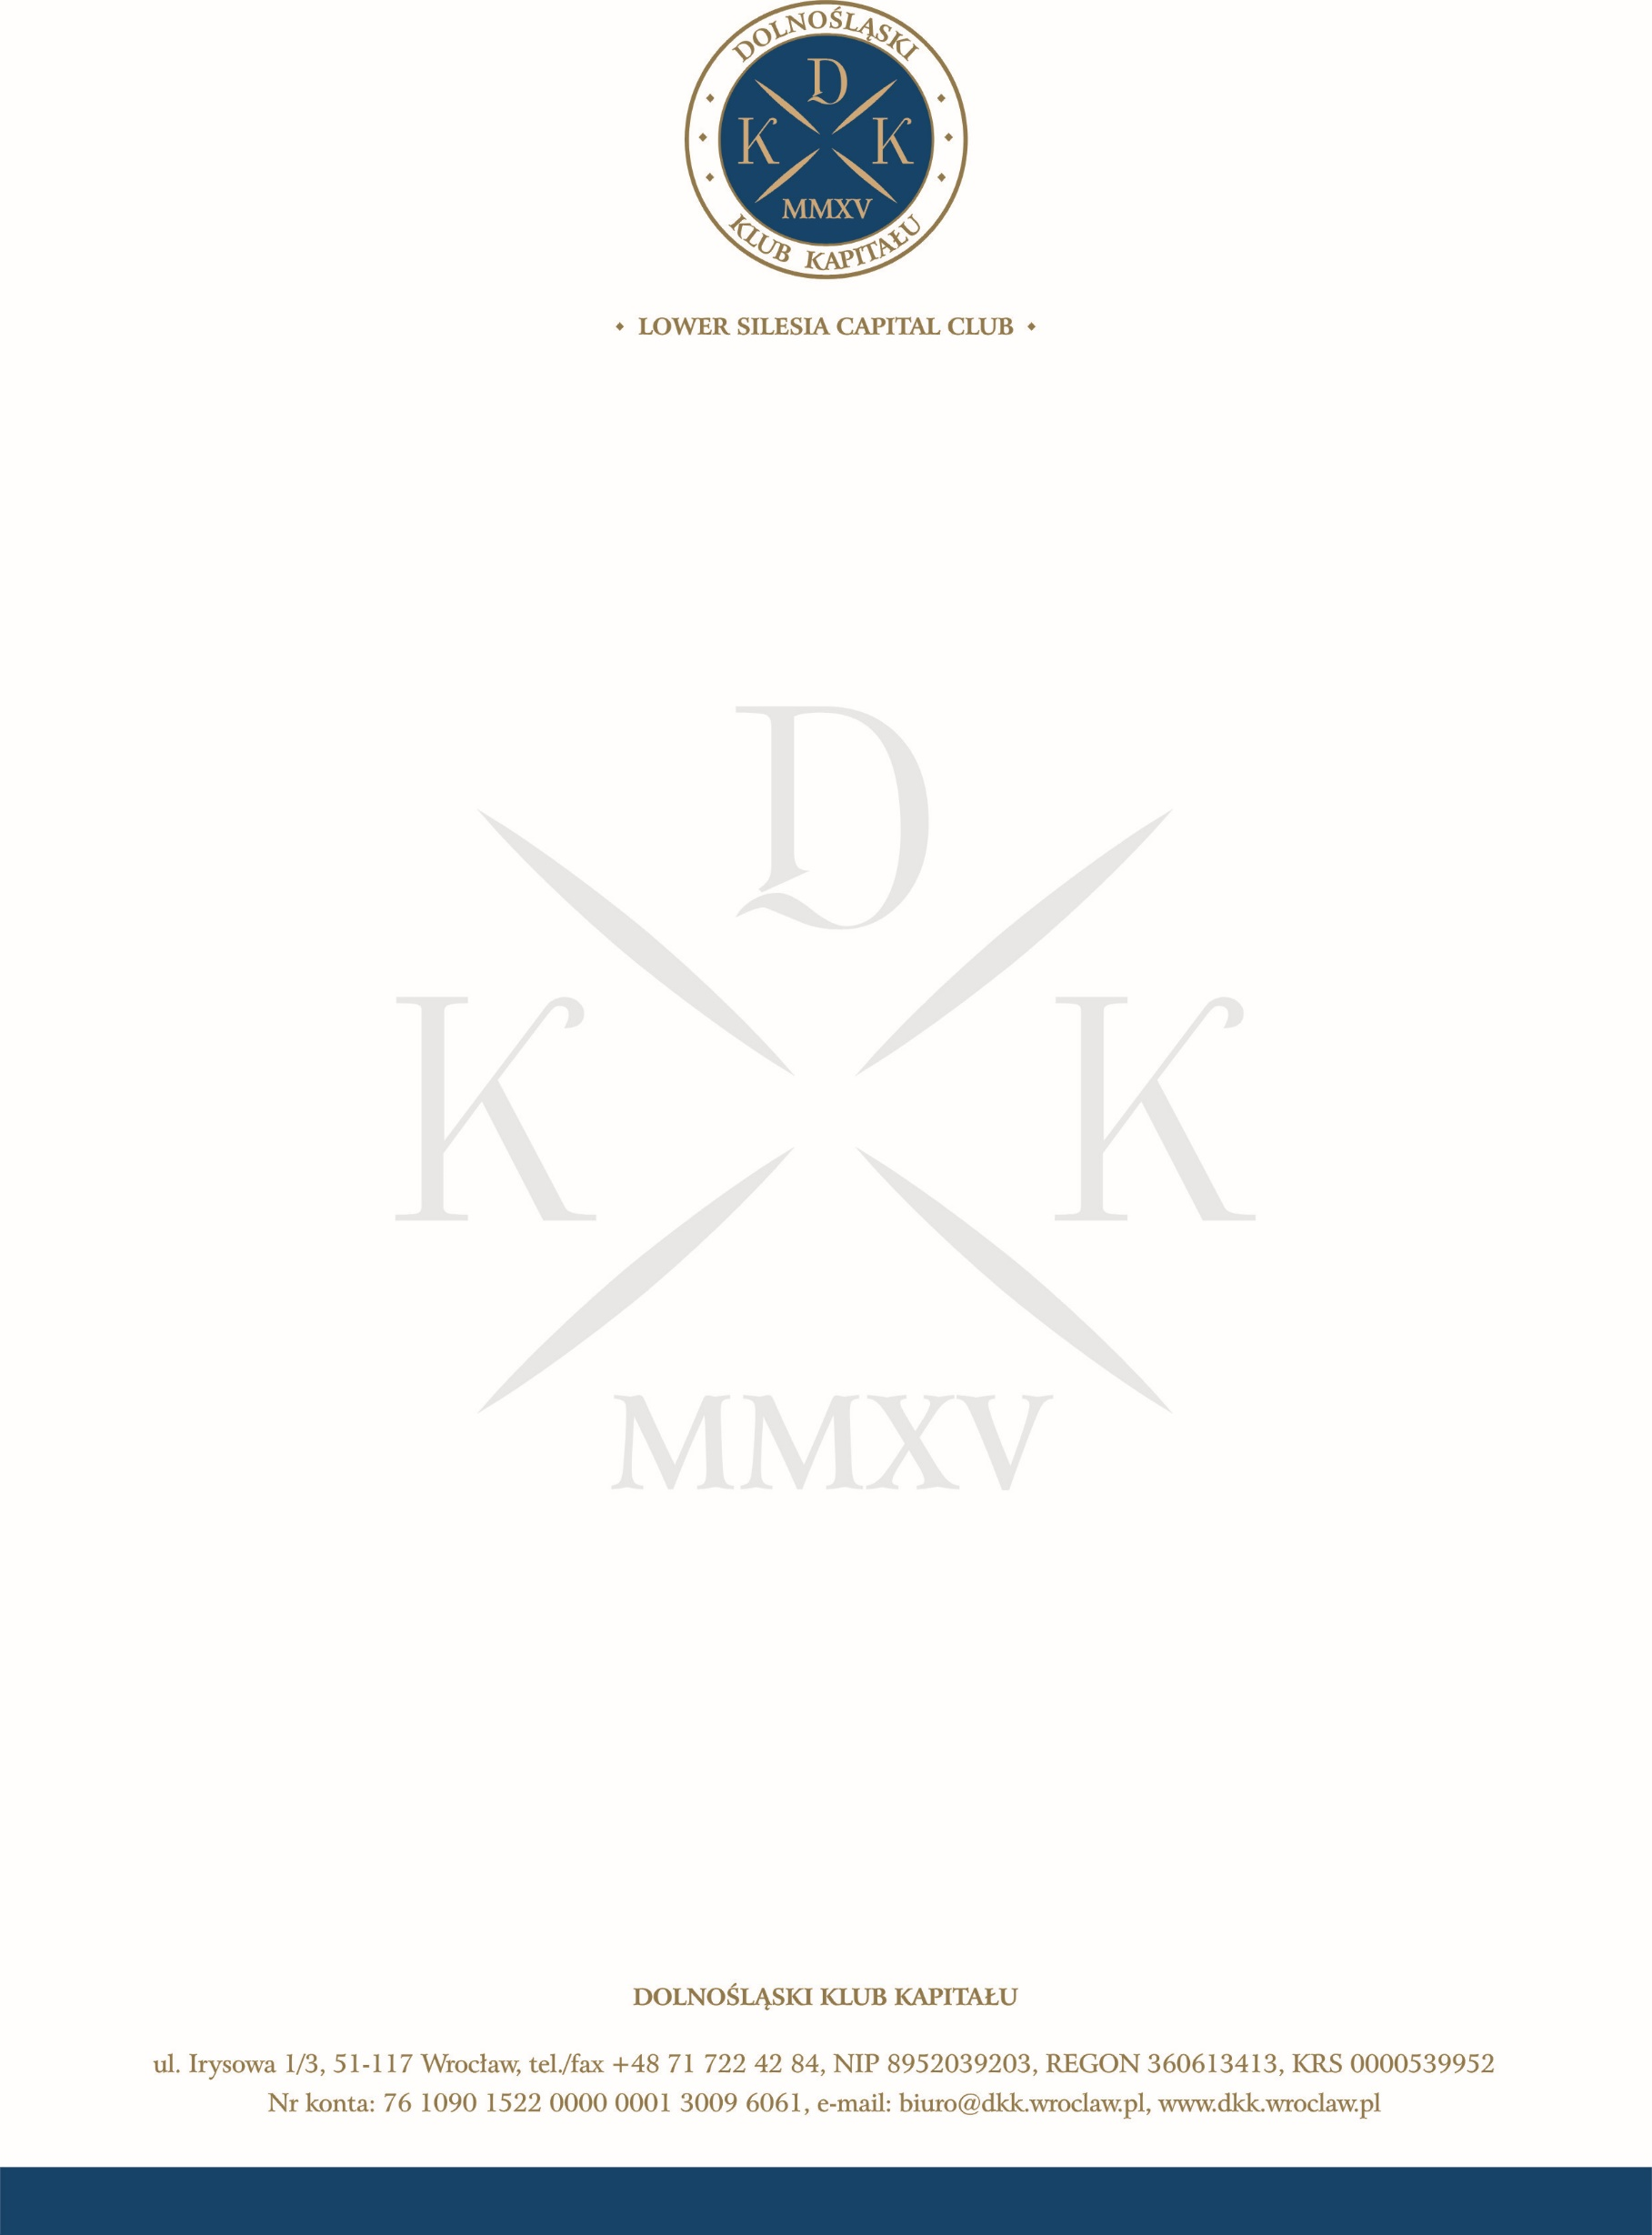 DOLNOŚLĄSKI
D
K K
MMXV
KLUB KAPITAŁU
LOWER SILESIA CAPITAL CLUB
D
K K
MMXV
DOLNOŚLĄSKI KLUB KAPITAŁU
ul. Irysowa 1/3, 51-117 Wrocław, tel./fax +48 71 722 42 84, NIP 8952039203, REGON 360613413, KRS 0000539952
Nr konta: 76 1090 1522 0000 0001 3009 6061, e-mail: biuro@dkk.wroclaw.pl, www.dkk.wroclaw.pl